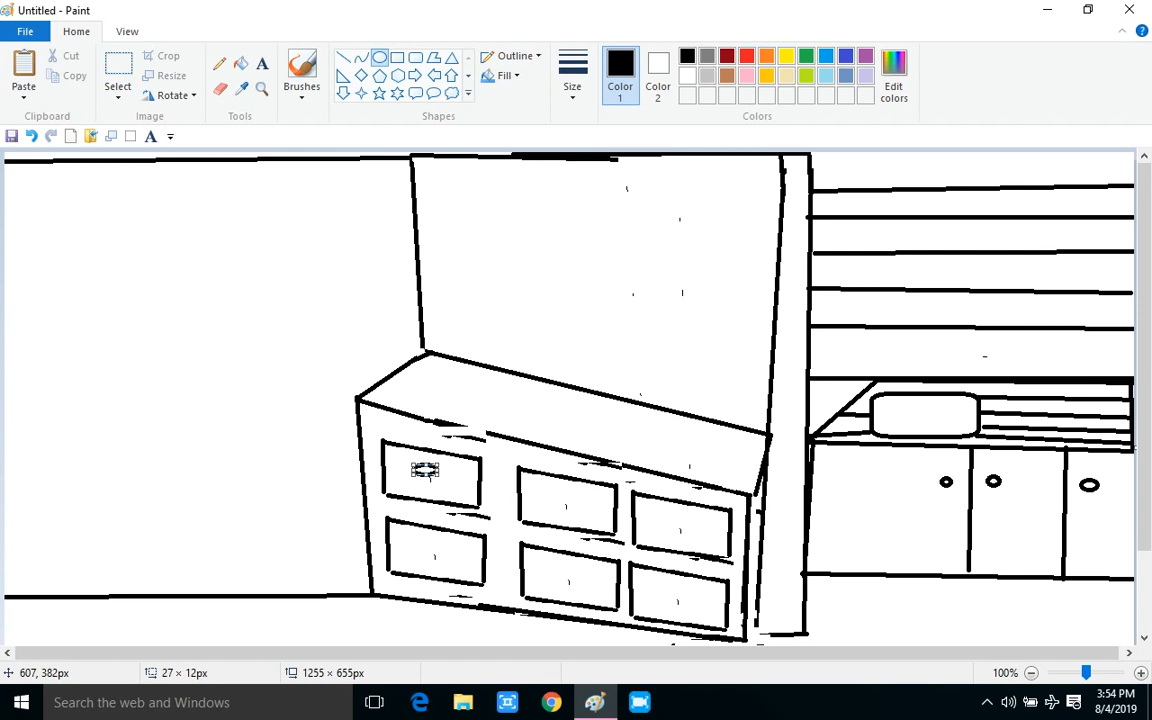 Untitled - Paint
File
Home
View
Paste
Cut
Copy
Clipboard
Select
Crop
Resize
Rotate
Image
A
Tools
Brushes
Outline
Fill
Shapes
Size
Color
1
Color
2
Edit
colors
Colors
A
607, 382px
27 × 12px
1255 × 655px
100%
Search the web and Windows
3:54 PM
8/4/2019